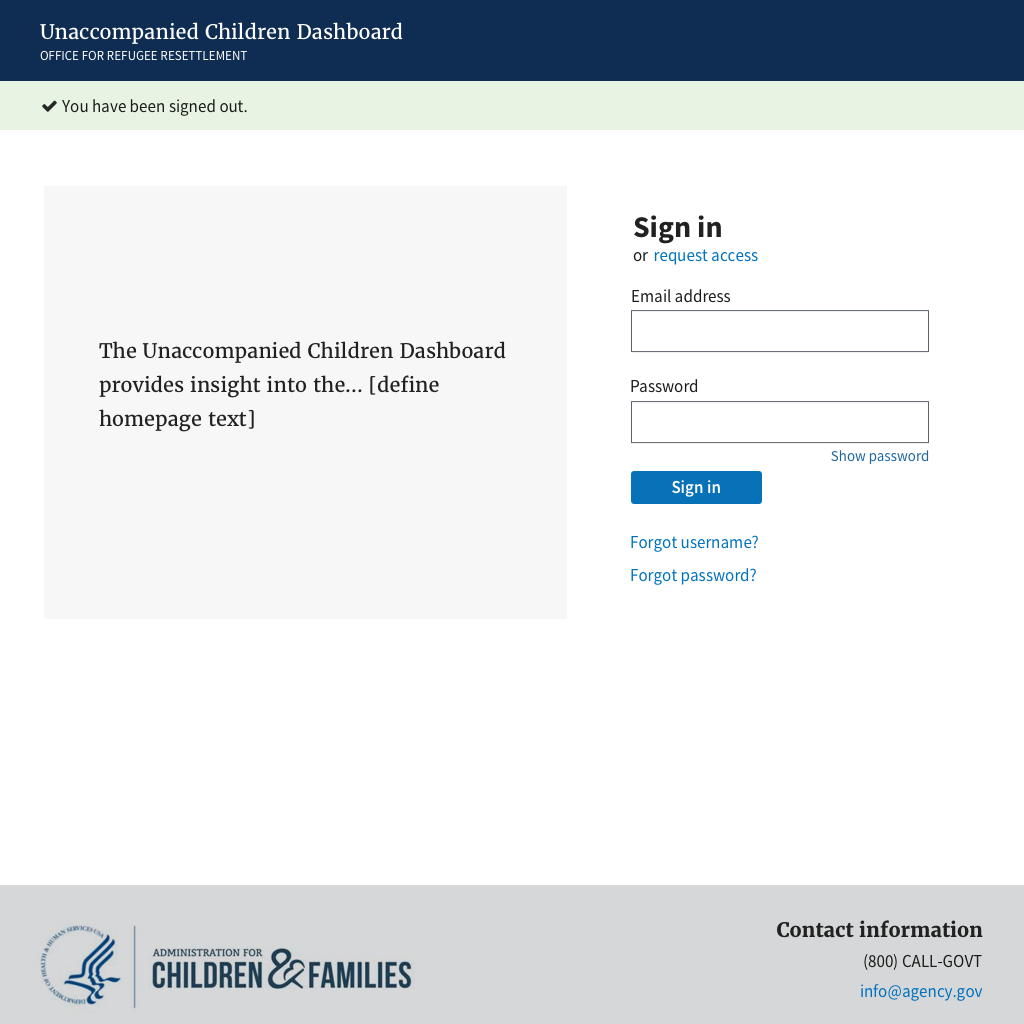 Unaccompanied Children Dashboard
OFFICE FOR REFUGEE RESETTLEMENT
You have been signed out.
The Unaccompanied Children Dashboard
provides insight into the... [define
homepage text]
Sign in
or request access
Email address
Password
Show password
Sign in
Forgot username?
Forgot password?
DEPARTMENT OF HEALTH & HUMAN SERVICES USA
ADMINISTRATION FOR
CHILDREN & FAMILIES
Contact information
(800) CALL-GOVT
info@agency.gov